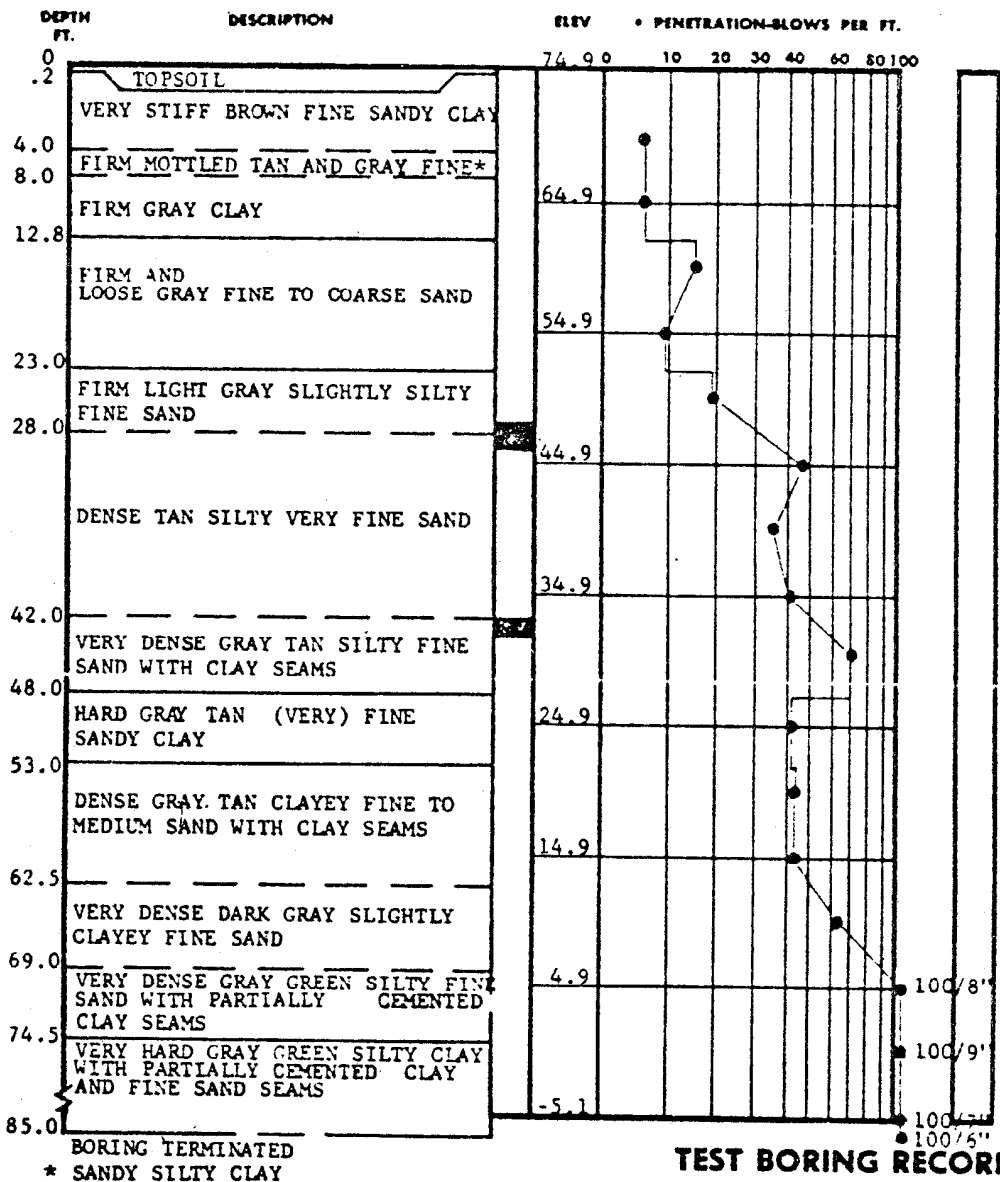 DEPTH FT.
DESCRIPTION
ELEV
• PENETRATION-BLOWS PER FT.
0
74.9
0 10 20 30 40 60 80 100
.2
TOPSOIL
VERY STIFF BROWN FINE SANDY CLAY
4.0
FIRM MOTTLED TAN AND GRAY FINE*
8.0
FIRM GRAY CLAY
64.9
12.8
FIRM AND
LOOSE GRAY FINE TO COARSE SAND
54.9
23.0
FIRM LIGHT GRAY SLIGHTLY SILTY
FINE SAND
28.0
44.9
DENSE TAN SILTY VERY FINE SAND
34.9
42.0
VERY DENSE GRAY TAN SILTY FINE
SAND WITH CLAY SEAMS
48.0
HARD GRAY TAN (VERY) FINE
SANDY CLAY
24.9
53.0
DENSE GRAY TAN CLAYEY FINE TO
MEDIUM SAND WITH CLAY SEAMS
14.9
62.5
VERY DENSE DARK GRAY SLIGHTLY
CLAYEY FINE SAND
69.0
VERY DENSE GRAY GREEN SILTY FINE
SAND WITH PARTIALLY CEMENTED
CLAY SEAMS
4.9
100/8"
74.5
VERY HARD GRAY GREEN SILTY CLAY
WITH PARTIALLY CEMENTED CLAY
AND FINE SAND SEAMS
100/9"
-5.1
100/7"
85.0
100/6"
BORING TERMINATED
* SANDY SILTY CLAY
TEST BORING RECOR